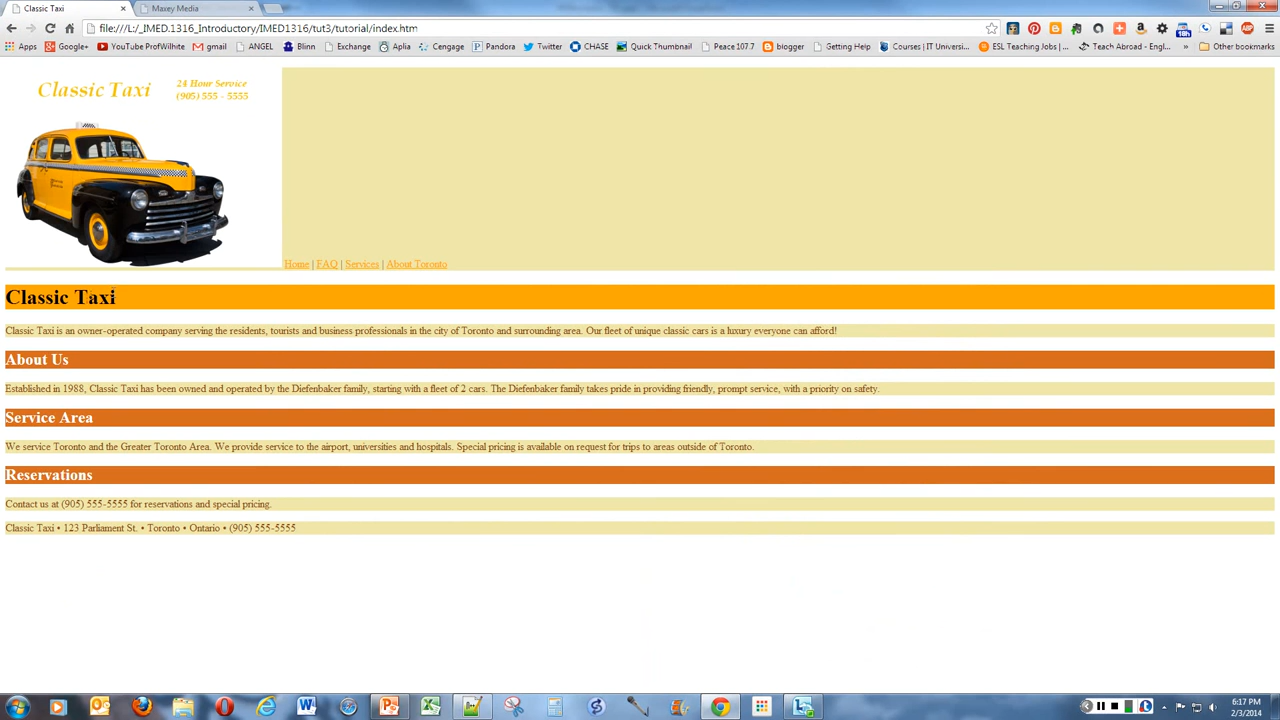 Classic Taxi
Maxey Media
file:///L:/_IMED.1316_Introductory/IMED1316/tut3/tutorial/index.htm
Apps Google+ YouTube ProfWilhite gmail ANGEL Blinn Exchange Aplia Cengage Pandora Twitter CHASE Quick Thumbnail Peace 107.7 blogger Getting Help Courses | IT Universi... ESL Teaching Jobs | ... Teach Abroad - Engl... » Other bookmarks
Classic Taxi
24 Hour Service
(905) 555 - 5555
Home | FAQ | Services | About Toronto
Classic Taxi
Classic Taxi is an owner-operated company serving the residents, tourists and business professionals in the city of Toronto and surrounding area. Our fleet of unique classic cars is a luxury everyone can afford!
About Us
Established in 1988, Classic Taxi has been owned and operated by the Diefenbaker family, starting with a fleet of 2 cars. The Diefenbaker family takes pride in providing friendly, prompt service, with a priority on safety.
Service Area
We service Toronto and the Greater Toronto Area. We provide service to the airport, universities and hospitals. Special pricing is available on request for trips to areas outside of Toronto.
Reservations
Contact us at (905) 555-5555 for reservations and special pricing.
Classic Taxi • 123 Parliament St. • Toronto • Ontario • (905) 555-5555
6:17 PM
2/3/2014